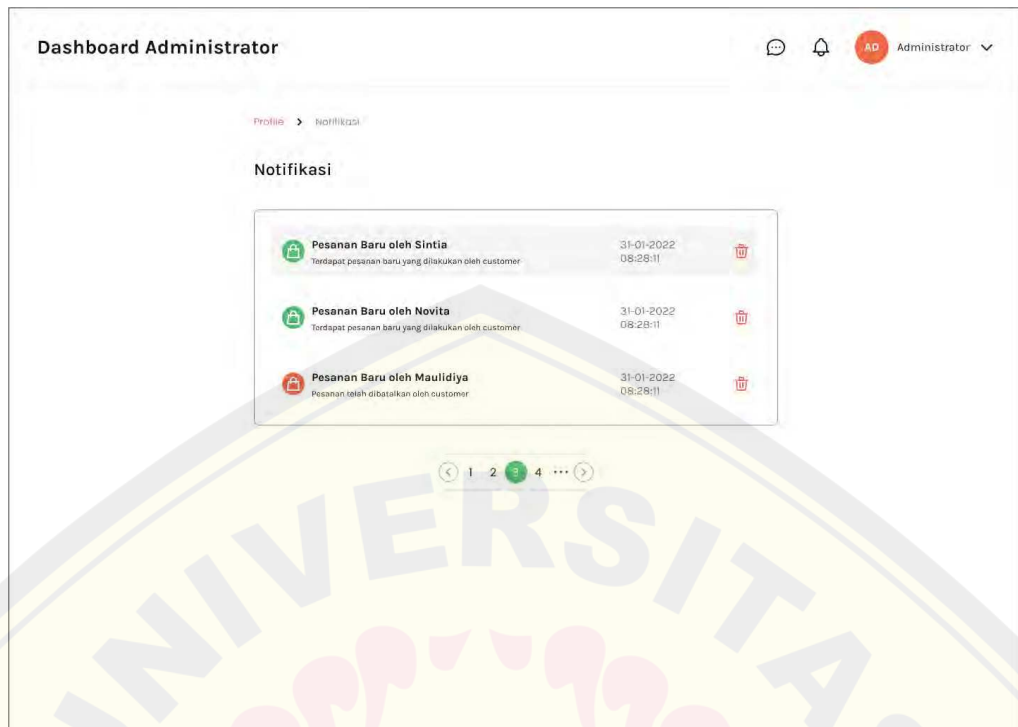 Dashboard Administrator
AD Administrator
Profile > Notifikasi
Notifikasi
Pesanan Baru oleh Sintia
Terdapat pesanan baru yang dilakukan oleh customer
31-01-2022
08:28:11
Pesanan Baru oleh Novita
Terdapat pesanan baru yang dilakukan oleh customer
31-01-2022
08:28:11
Pesanan Baru oleh Maulidiya
Pesanan telah dibatalkan oleh customer
31-01-2022
08:28:11
1 2 3 4 ...
NIVERSITA